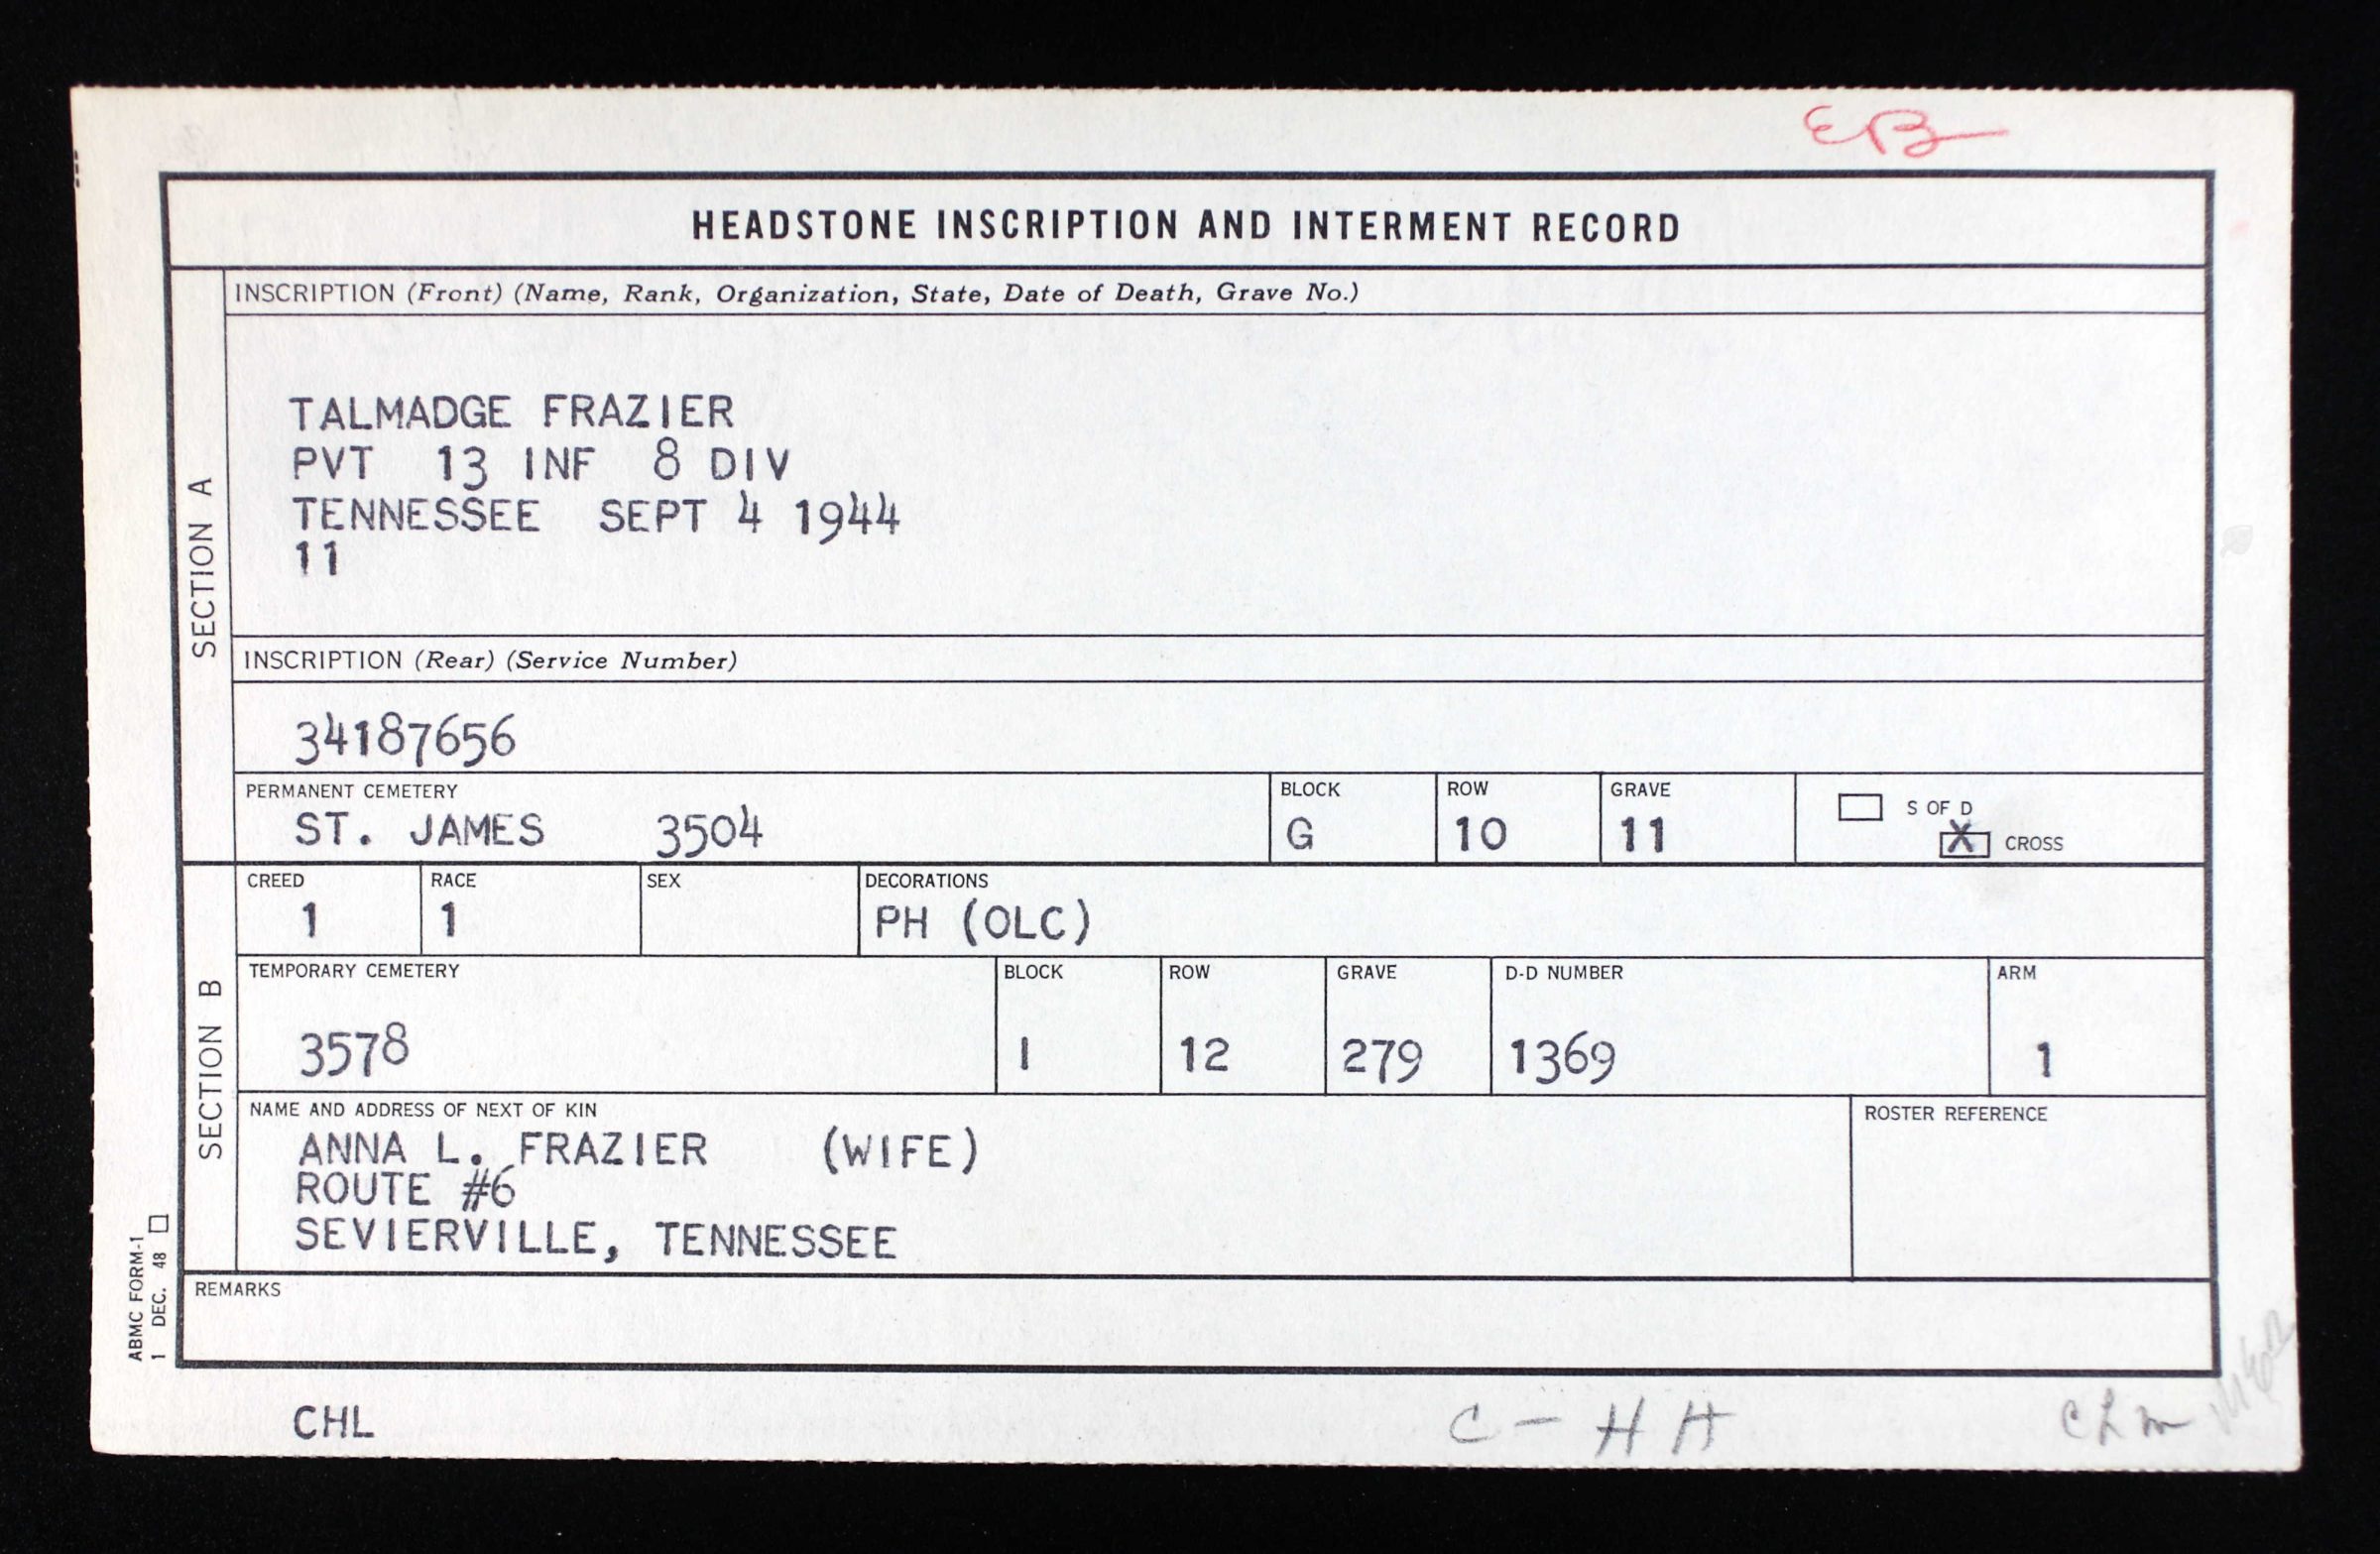 EB
HEADSTONE INSCRIPTION AND INTERMENT RECORD
SECTION A
INSCRIPTION (Front) (Name, Rank, Organization, State, Date of Death, Grave No.)
TALMADGE FRAZIER
PVT 13 INF 8 DIV
TENNESSEE SEPT 4 1944
11
INSCRIPTION (Rear) (Service Number)
34187656
PERMANENT CEMETERY BLOCK ROW GRAVE
ST. JAMES 3504 G 10 11
S OF D
X CROSS
SECTION B
CREED RACE SEX DECORATIONS
1 1 PH (OLC)
TEMPORARY CEMETERY BLOCK ROW GRAVE D-D NUMBER ARM
3578 I 12 279 1369 1
NAME AND ADDRESS OF NEXT OF KIN ROSTER REFERENCE
ANNA L. FRAZIER (WIFE)
ROUTE #6
SEVIERVILLE, TENNESSEE
REMARKS
ABMC FORM-1
1 DEC. 48
CHL
C - HH
CLM